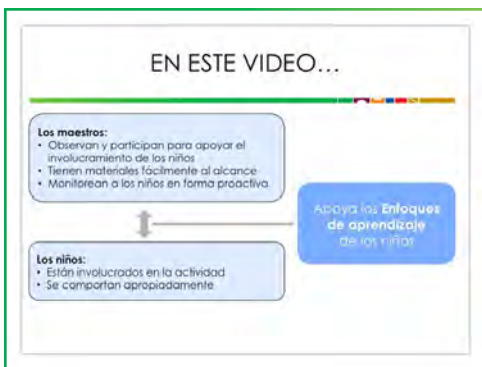 EN ESTE VIDEO…
Los maestros:
• Observan y participan para apoyar el
involucramiento de los niños
• Tienen materiales fácilmente al alcance
• Monitorean a los niños en forma proactiva
Apoya los Enfoques
de aprendizaje
de los niños
Los niños:
• Están involucrados en la actividad
• Se comportan apropiadamente